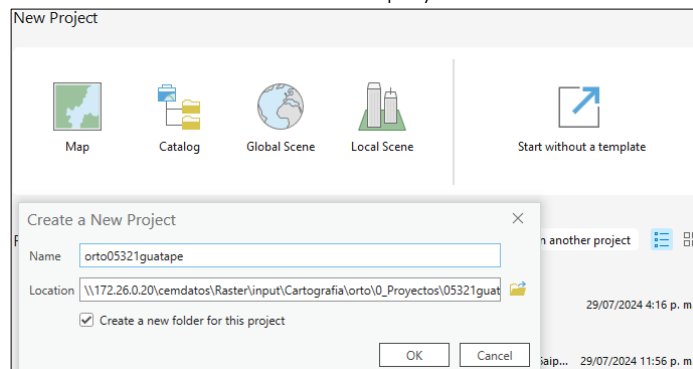 New Project
Map
Catalog
Global Scene
Local Scene
Start without a template
Create a New Project
Name
orto05321guatape
n another project
Location
\\172.26.0.20\cemdatos\Raster\input\Cartografia\orto\0_Proyectos\05321guat
29/07/2024 4:16 p. m
Create a new folder for this project
OK
Cancel
29/07/2024 11:56 p. m